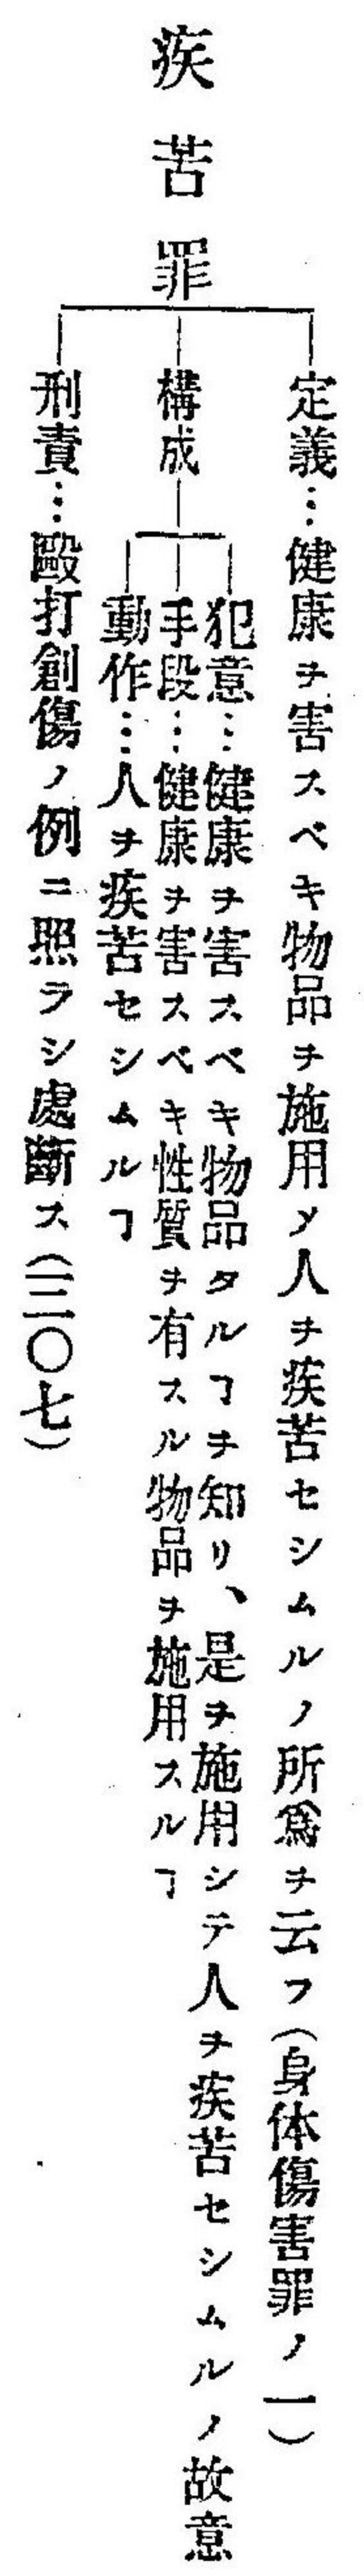 疾苦罪
定義…健康ヲ害スベキ物品ヲ施用〆人ヲ疾苦セシムルノ所爲ヲ云フ(身体傷害罪ノ一)
構成
犯意…健康ヲ害スベキ物品タルヿヲ知リ、是ヲ施用シテ人ヲ疾苦セシムルノ故意
手段…健康ヲ害スベキ性質ヲ有スル物品ヲ施用スルヿ
動作…人ヲ疾苦セシムルヿ
刑責…毆打創傷ノ例ニ照ラシ處斷ス(三〇七)